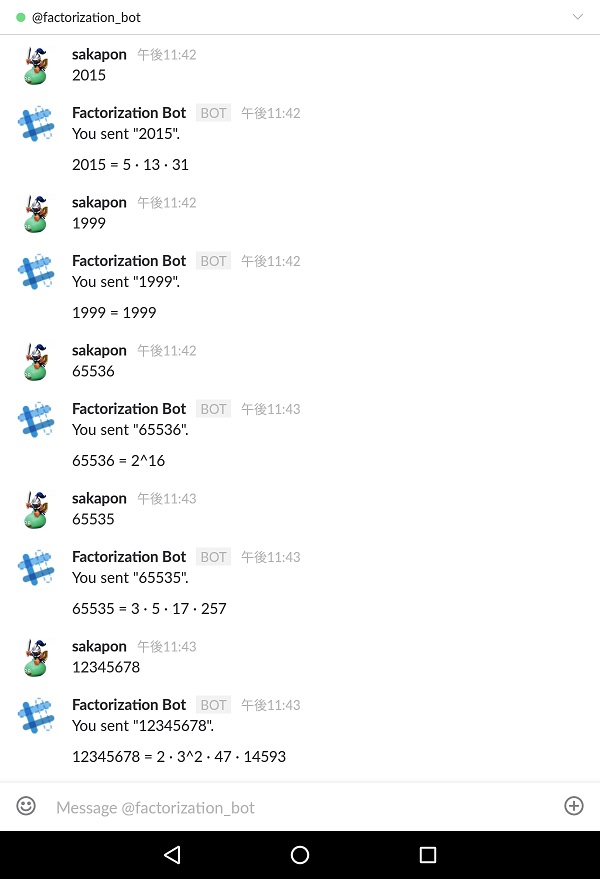 @factorization_bot
sakapon 午後11:42
2015
Factorization Bot BOT 午後11:42
You sent "2015".
2015 = 5 · 13 · 31
sakapon 午後11:42
1999
Factorization Bot BOT 午後11:42
You sent "1999".
1999 = 1999
sakapon 午後11:42
65536
Factorization Bot BOT 午後11:43
You sent "65536".
65536 = 2^16
sakapon 午後11:43
65535
Factorization Bot BOT 午後11:43
You sent "65535".
65535 = 3 · 5 · 17 · 257
sakapon 午後11:43
12345678
Factorization Bot BOT 午後11:43
You sent "12345678".
12345678 = 2 · 3^2 · 47 · 14593
Message @factorization_bot